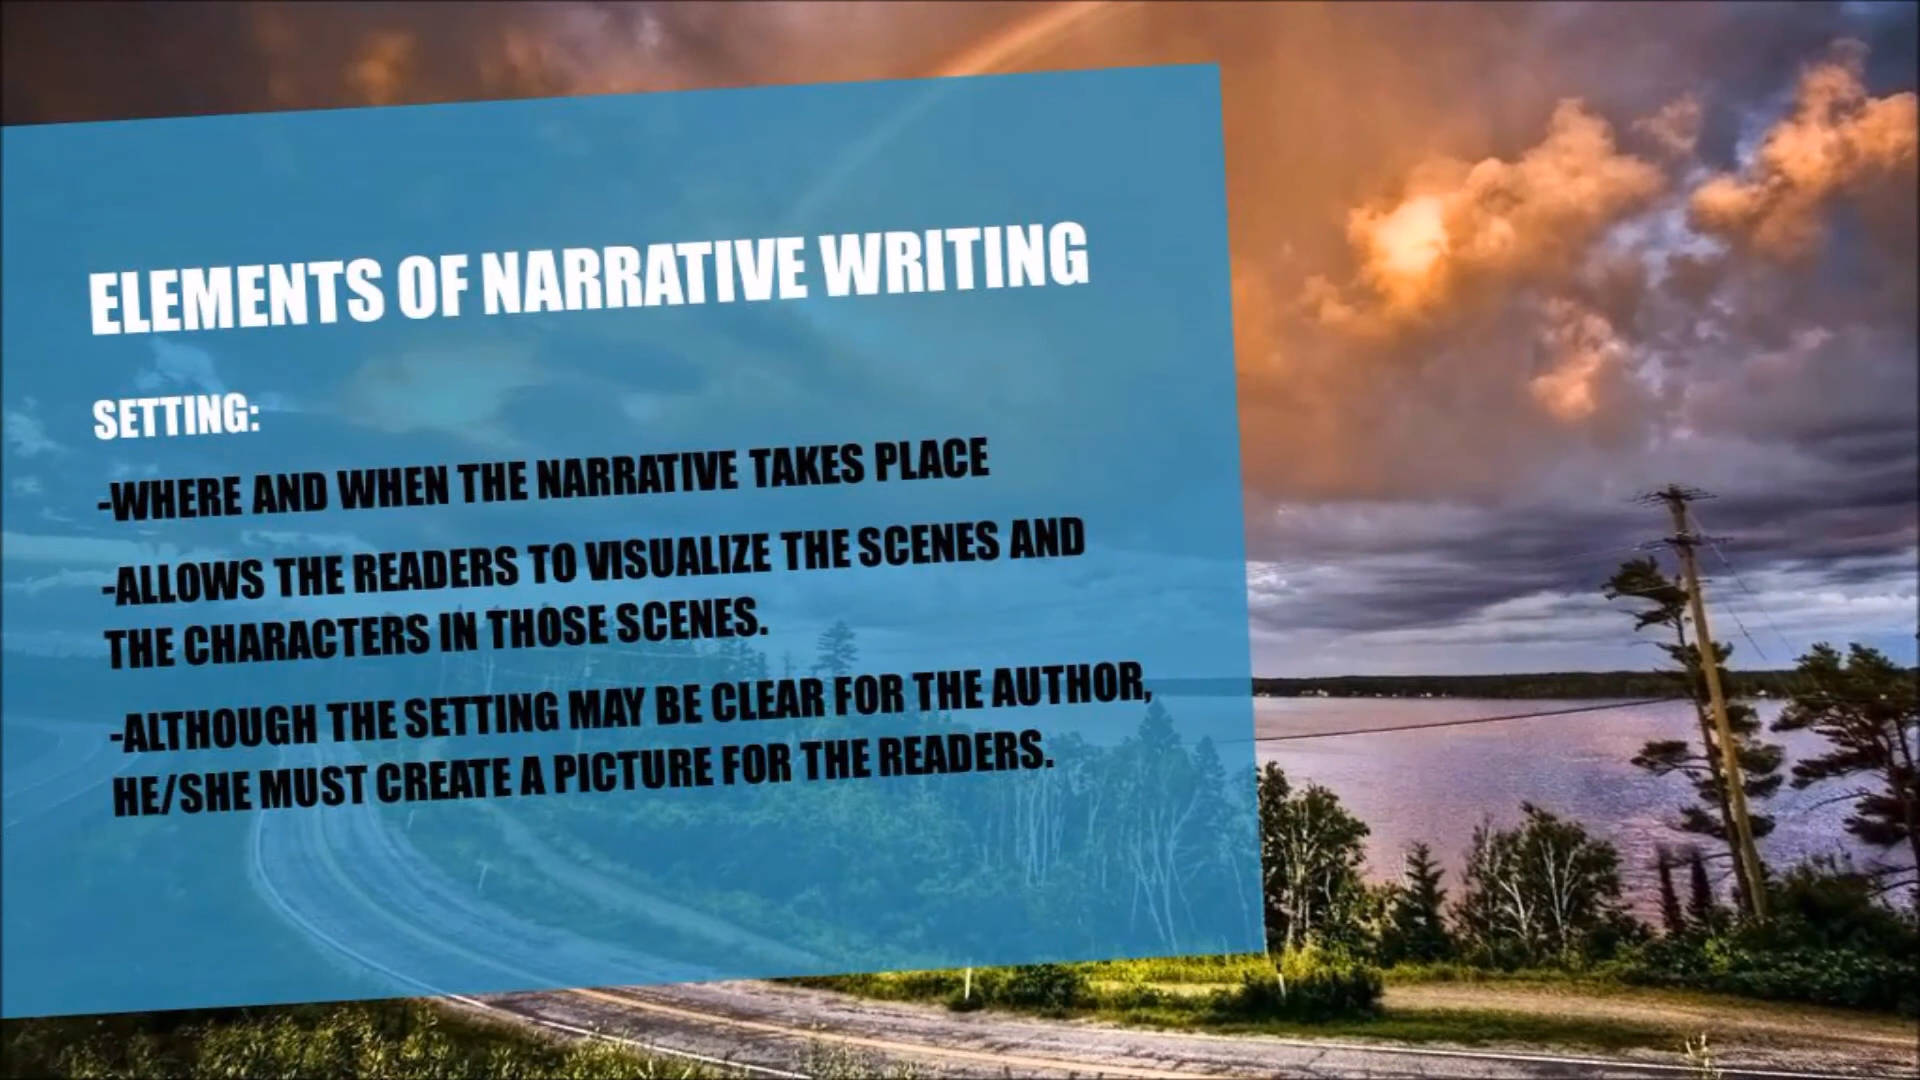 ELEMENTS OF NARRATIVE WRITING
SETTING:
-WHERE AND WHEN THE NARRATIVE TAKES PLACE
-ALLOWS THE READERS TO VISUALIZE THE SCENES AND
THE CHARACTERS IN THOSE SCENES.
-ALTHOUGH THE SETTING MAY BE CLEAR FOR THE AUTHOR,
HE/SHE MUST CREATE A PICTURE FOR THE READERS.